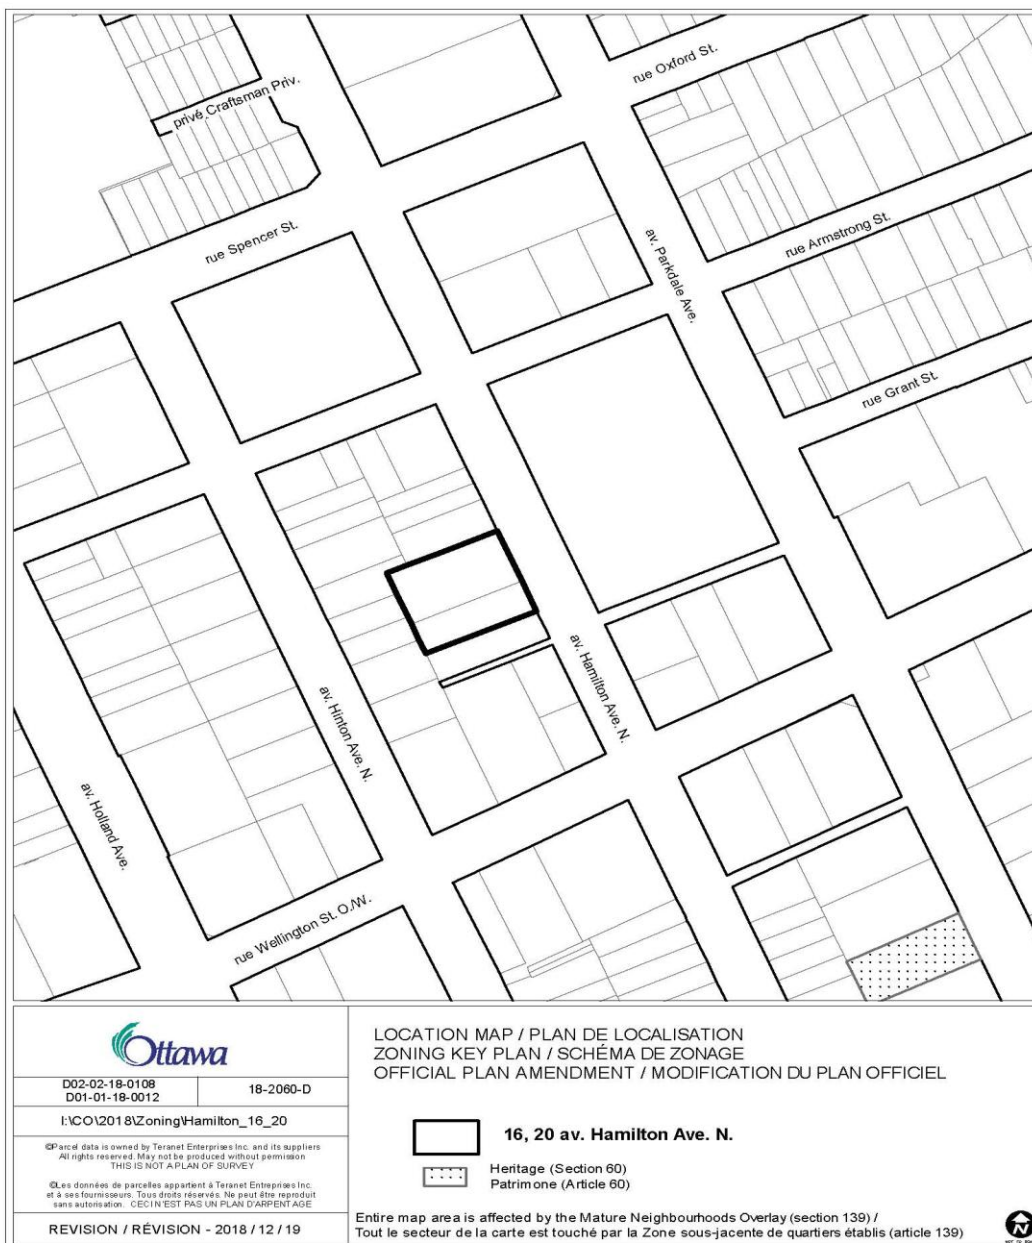 rue Oxford St.
privé Craftsman Priv.
rue Armstrong St.
rue Spencer St.
av. Parkdale Ave.
rue Grant St.
av. Hamilton Ave. N.
av. Hinton Ave. N.
av. Holland Ave.
rue Wellington St. O./W.
Ottawa
D02-02-18-0108
D01-01-18-0012
18-2060-D
I:\CO\2018\Zoning\Hamilton_16_20
©Parcel data is owned by Teranet Enterprises Inc. and its suppliers
All rights reserved. May not be produced without permission
THIS IS NOT A PLAN OF SURVEY
©Les données de parcelles appartient à Teranet Entreprises Inc.
et à ses fournisseurs. Tous droits réservés. Ne peut être reproduit
sans autorisation. CECI N'EST PAS UN PLAN D'ARPENTAGE
REVISION / RÉVISION - 2018 / 12 / 19
LOCATION MAP / PLAN DE LOCALISATION
ZONING KEY PLAN / SCHÉMA DE ZONAGE
OFFICIAL PLAN AMENDMENT / MODIFICATION DU PLAN OFFICIEL
16, 20 av. Hamilton Ave. N.
Heritage (Section 60)
Patrimone (Article 60)
Entire map area is affected by the Mature Neighbourhoods Overlay (section 139) /
Tout le secteur de la carte est touché par la Zone sous-jacente de quartiers établis (article 139)